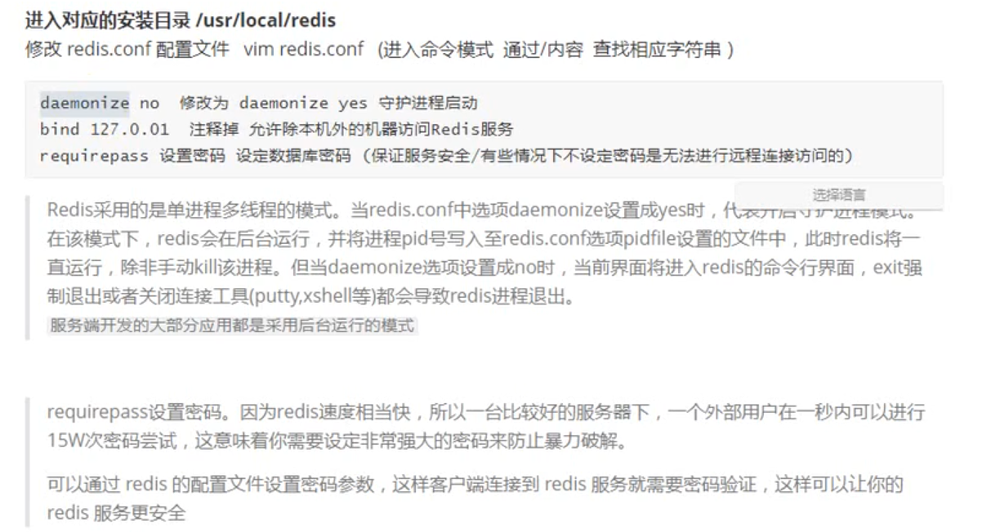 进入对应的安装目录 /usr/local/redis
修改 redis.conf 配置文件 vim redis.conf (进入命令模式 通过/内容 查找相应字符串 )
daemonize no 修改为 daemonize yes 守护进程启动
bind 127.0.01 注释掉 允许除本机外的机器访问Redis服务
requirepass 设置密码 设定数据库密码 (保证服务安全/有些情况下不设定密码是无法进行远程连接访问的)
选择语言
Redis采用的是单进程多线程的模式。当redis.conf中选项daemonize设置成yes时，代表开启守护进程模式。
在该模式下，redis会在后台运行，并将进程pid号写入至redis.conf选项pidfile设置的文件中，此时redis将一
直运行，除非手动kill该进程。但当daemonize选项设置成no时，当前界面将进入redis的命令行界面，exit强
制退出或者关闭连接工具(putty,xshell等)都会导致redis进程退出。
服务端开发的大部分应用都是采用后台运行的模式
requirepass设置密码。因为redis速度相当快，所以一台比较好的服务器下，一个外部用户在一秒内可以进行
15W次密码尝试，这意味着你需要设定非常强大的密码来防止暴力破解。
可以通过 redis 的配置文件设置密码参数，这样客户端连接到 redis 服务就需要密码验证，这样可以让你的
redis 服务更安全